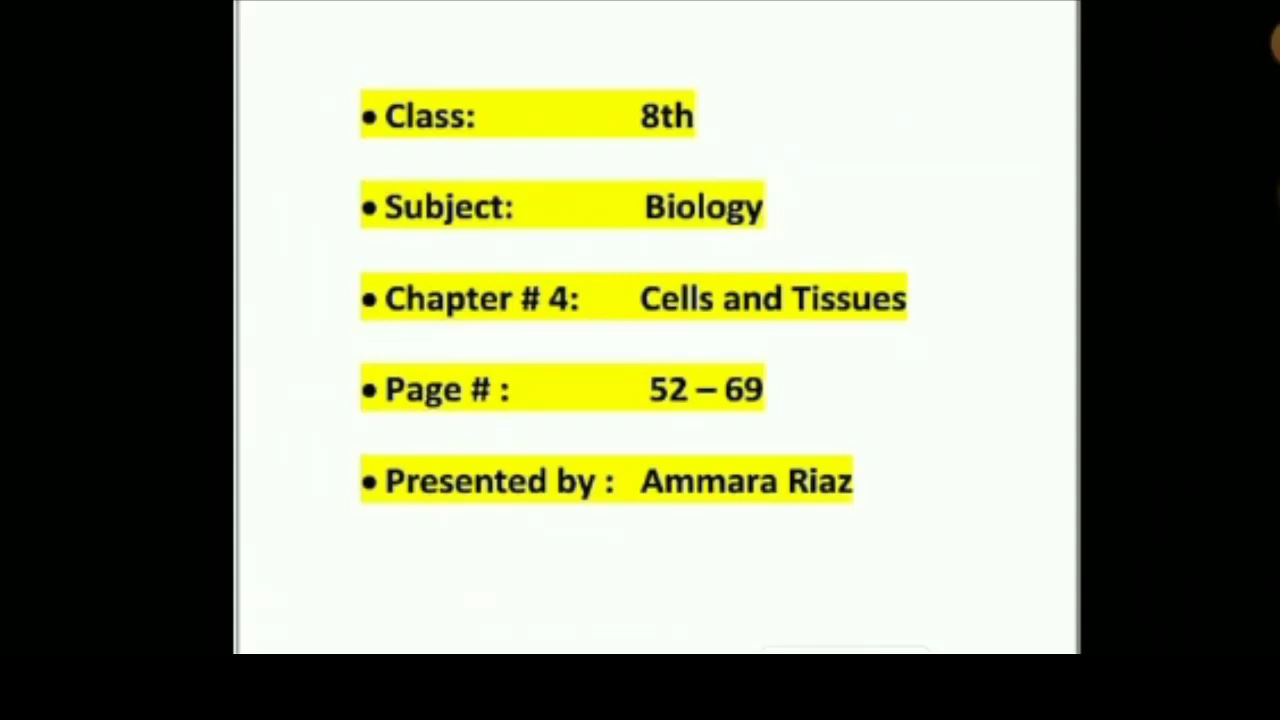 • Class: 8th
• Subject: Biology
• Chapter # 4: Cells and Tissues
• Page # : 52 – 69
• Presented by : Ammara Riaz